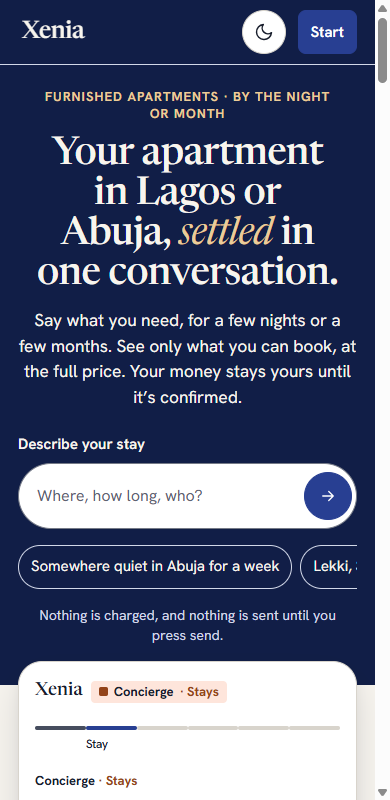 Xenia
Start
FURNISHED APARTMENTS · BY THE NIGHT
OR MONTH
Your apartment
in Lagos or
Abuja, settled in
one conversation.
Say what you need, for a few nights or a
few months. See only what you can book, at
the full price. Your money stays yours until
it’s confirmed.
Describe your stay
Where, how long, who?
Somewhere quiet in Abuja for a week
Lekki,
Nothing is charged, and nothing is sent until you
press send.
Xenia
Concierge · Stays
Stay
Concierge · Stays